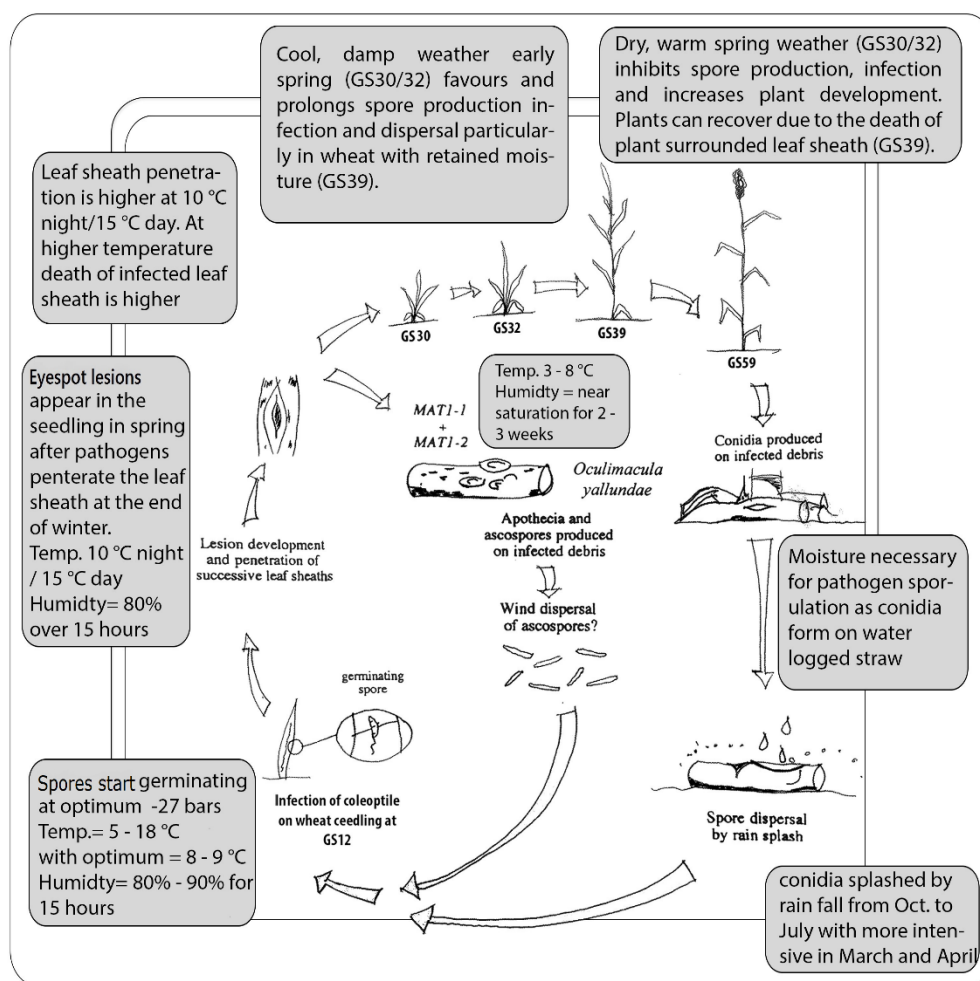 Cool, damp weather early
spring (GS30/32) favours and
prolongs spore production in-
fection and dispersal particular-
ly in wheat with retained mois-
ture (GS39).
Dry, warm spring weather (GS30/32)
inhibits spore production, infection
and increases plant development.
Plants can recover due to the death of
plant surrounded leaf sheath (GS39).
Leaf sheath penetra-
tion is higher at 10 °C
night/15 °C day. At
higher temperature
death of infected leaf
sheath is higher
GS30
GS32
GS39
GS59
Eyespot lesions
appear in the
seedling in spring
after pathogens
penterate the leaf
sheath at the end
of winter.
Temp. 10 °C night
/ 15 °C day
Humidty= 80%
over 15 hours
Temp. 3 - 8 °C
Humidty = near
saturation for 2 -
3 weeks
MAT1-1
+
MAT1-2
Oculimacula
yallundae
Conidia produced
on infected debris
Apothecia and
ascospores produced
on infected debris
Lesion development
and penetration of
successive leaf sheaths
Wind dispersal
of ascospores?
Moisture necessary
for pathogen spor-
ulation as conidia
form on water
logged straw
germinating
spore
Spores start germinating
at optimum -27 bars
Temp.= 5 - 18 °C
with optimum = 8 - 9 °C
Humidty= 80% - 90% for
15 hours
Infection of coleoptile
on wheat ceedling at
GS12
Spore dispersal
by rain splash
conidia splashed by
rain fall from Oct. to
July with more inten-
sive in March and April